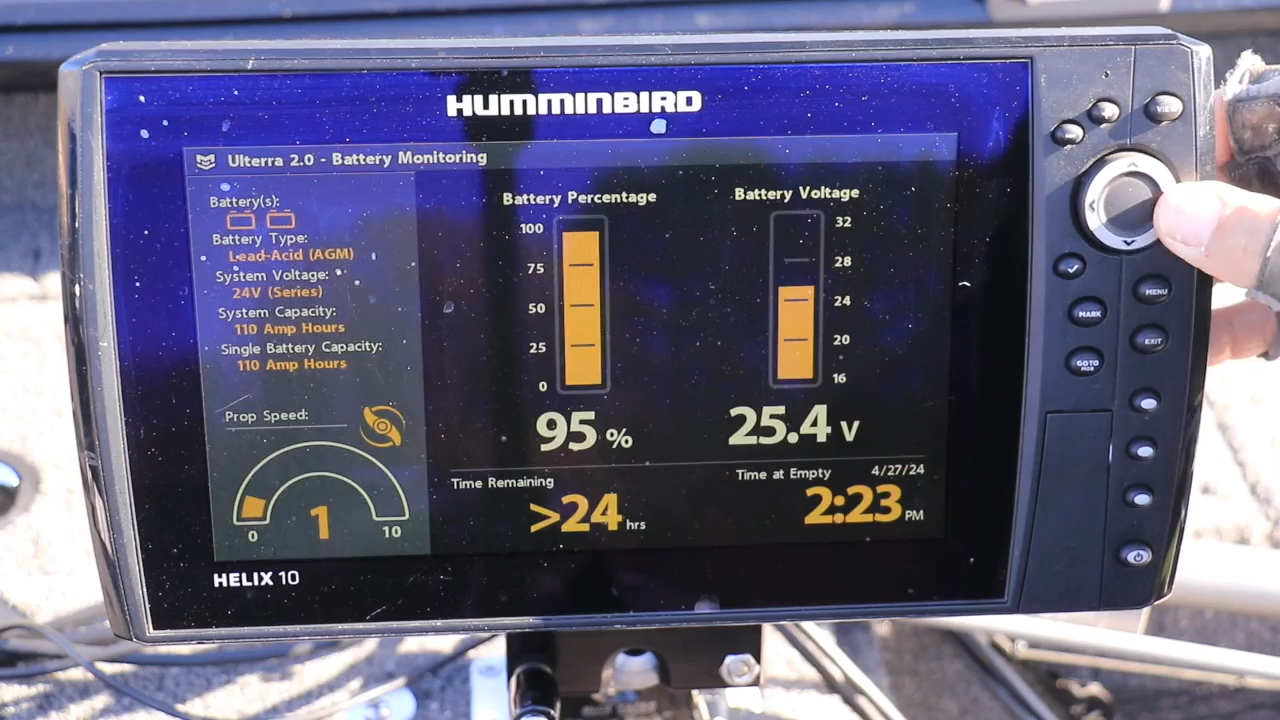 HUMMINBIRD
Ulterra 2.0 - Battery Monitoring
Battery(s):
Battery Type:
Lead-Acid (AGM)
System Voltage:
24V (Series)
System Capacity:
110 Amp Hours
Single Battery Capacity:
110 Amp Hours
Prop Speed:
0
1
10
Battery Percentage
100
75
50
25
0
95 %
Battery Voltage
32
28
24
20
16
25.4 V
Time Remaining
>24 hrs
Time at Empty
4/27/24
2:23 PM
HELIX 10
VIEW
MENU
MARK
EXIT
GO TO
MOB